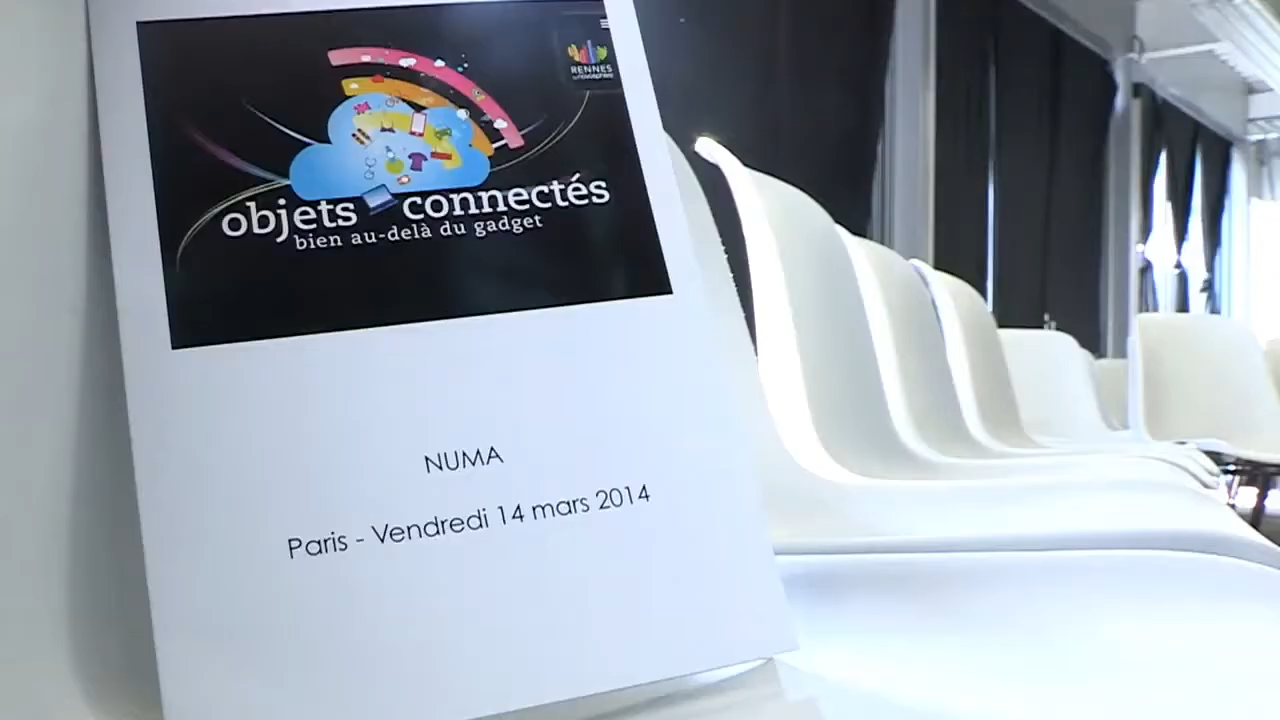 RENNES
objets connectés
bien au-delà du gadget
NUMA
Paris - Vendredi 14 mars 2014